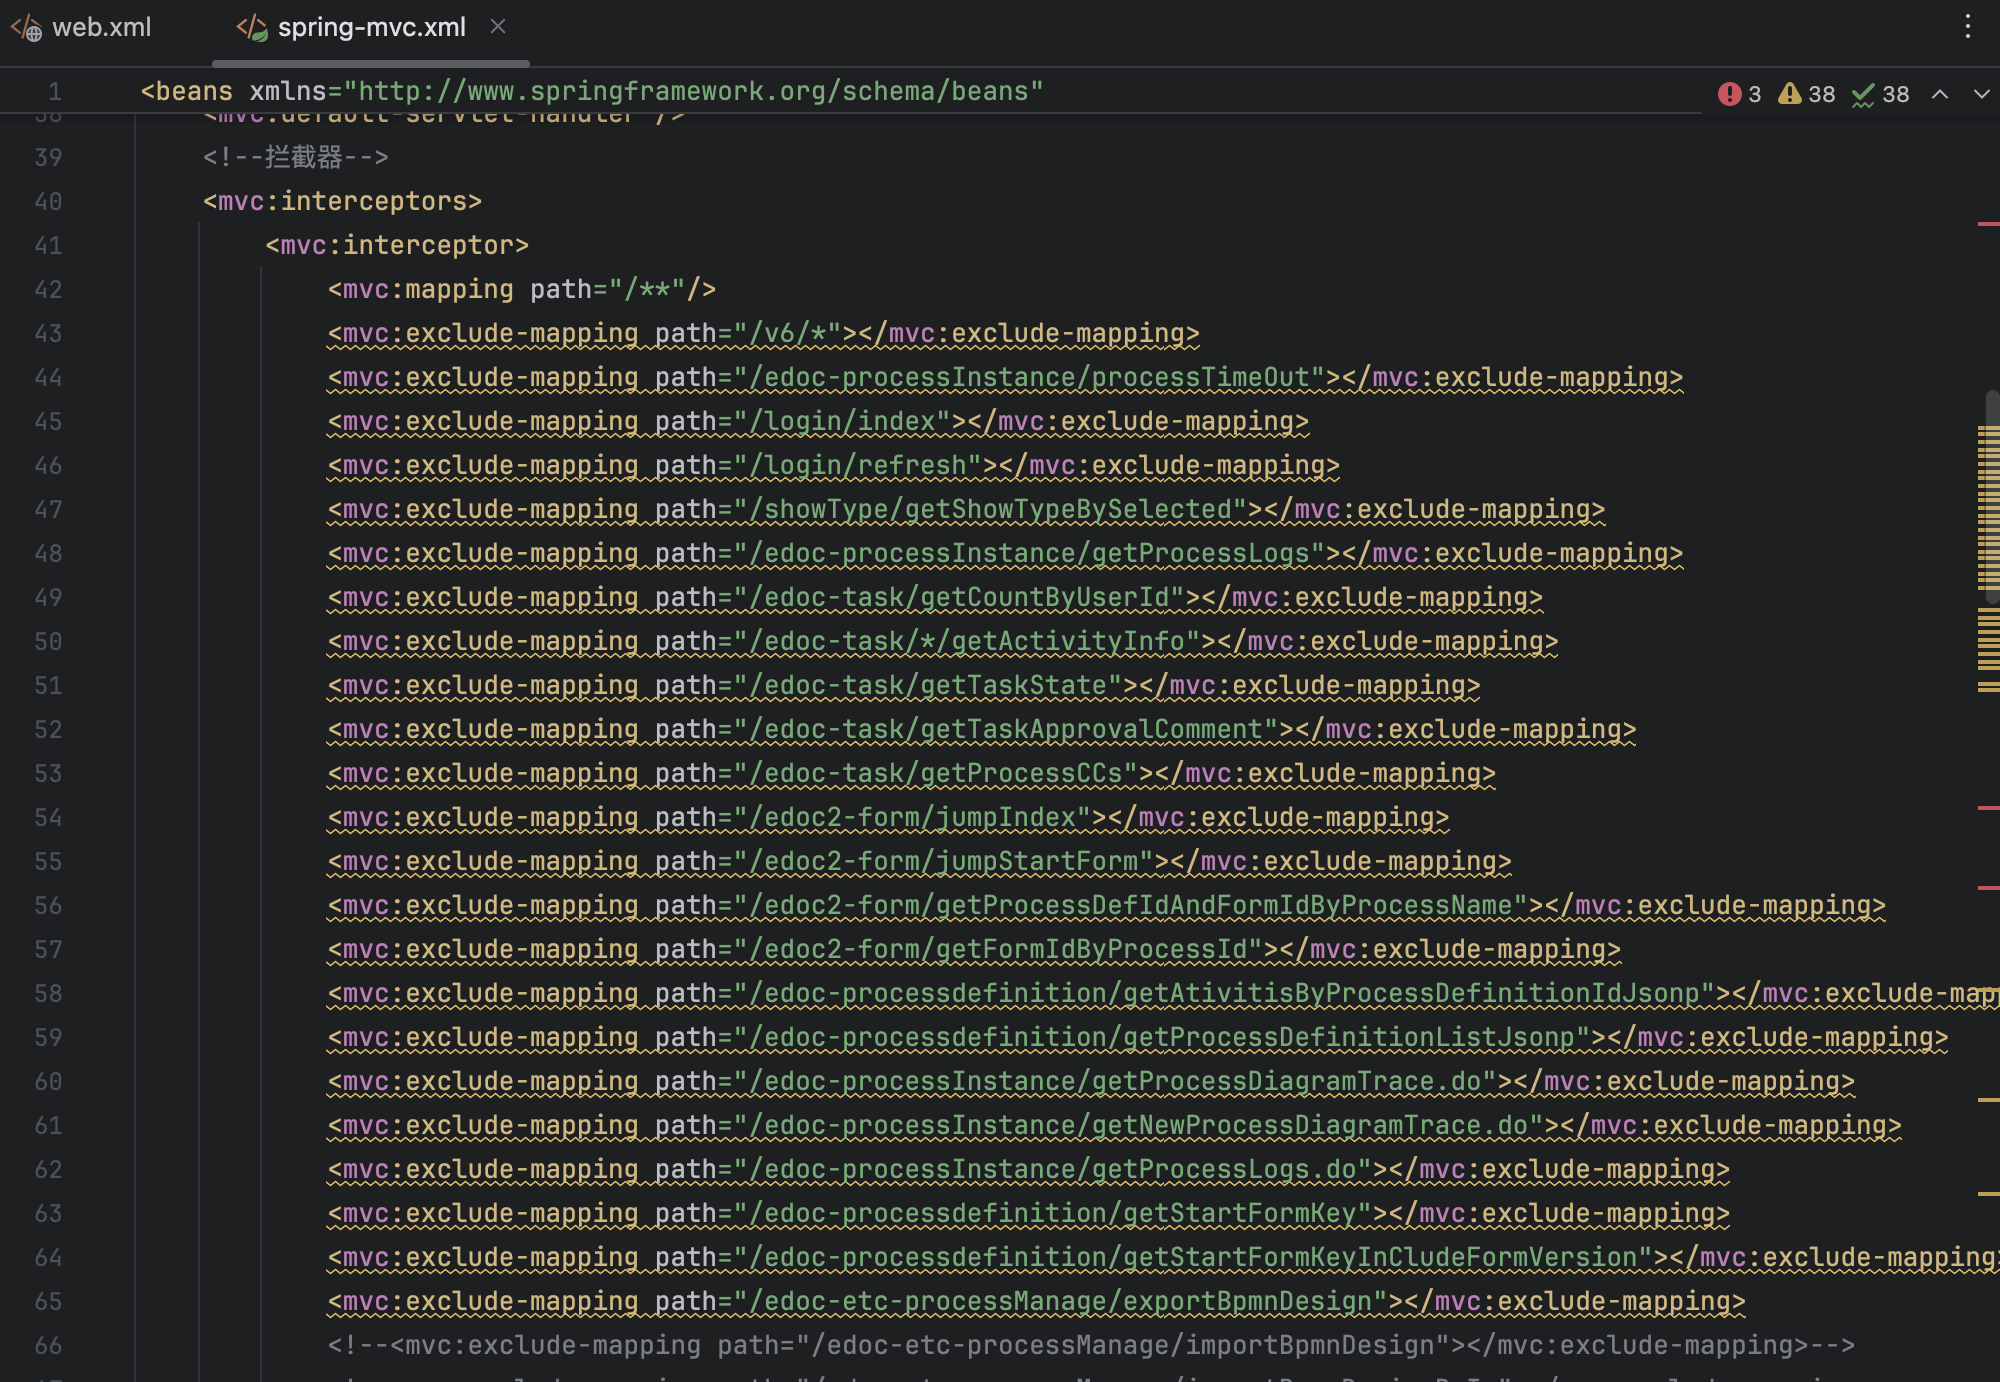 web.xml
spring-mvc.xml
1 <beans xmlns="http://www.springframework.org/schema/beans"
3 38 38
38 <mvc:default-servlet-handler />
39 <!--拦截器-->
40 <mvc:interceptors>
41 <mvc:interceptor>
42 <mvc:mapping path="/**"/>
43 <mvc:exclude-mapping path="/v6/*"></mvc:exclude-mapping>
44 <mvc:exclude-mapping path="/edoc-processInstance/processTimeOut"></mvc:exclude-mapping>
45 <mvc:exclude-mapping path="/login/index"></mvc:exclude-mapping>
46 <mvc:exclude-mapping path="/login/refresh"></mvc:exclude-mapping>
47 <mvc:exclude-mapping path="/showType/getShowTypeBySelected"></mvc:exclude-mapping>
48 <mvc:exclude-mapping path="/edoc-processInstance/getProcessLogs"></mvc:exclude-mapping>
49 <mvc:exclude-mapping path="/edoc-task/getCountByUserId"></mvc:exclude-mapping>
50 <mvc:exclude-mapping path="/edoc-task/*/getActivityInfo"></mvc:exclude-mapping>
51 <mvc:exclude-mapping path="/edoc-task/getTaskState"></mvc:exclude-mapping>
52 <mvc:exclude-mapping path="/edoc-task/getTaskApprovalComment"></mvc:exclude-mapping>
53 <mvc:exclude-mapping path="/edoc-task/getProcessCCs"></mvc:exclude-mapping>
54 <mvc:exclude-mapping path="/edoc2-form/jumpIndex"></mvc:exclude-mapping>
55 <mvc:exclude-mapping path="/edoc2-form/jumpStartForm"></mvc:exclude-mapping>
56 <mvc:exclude-mapping path="/edoc2-form/getProcessDefIdAndFormIdByProcessName"></mvc:exclude-mapping>
57 <mvc:exclude-mapping path="/edoc2-form/getFormIdByProcessId"></mvc:exclude-mapping>
58 <mvc:exclude-mapping path="/edoc-processdefinition/getAtivitisByProcessDefinitionIdJsonp"></mvc:exclude-mapp
59 <mvc:exclude-mapping path="/edoc-processdefinition/getProcessDefinitionListJsonp"></mvc:exclude-mapping>
60 <mvc:exclude-mapping path="/edoc-processInstance/getProcessDiagramTrace.do"></mvc:exclude-mapping>
61 <mvc:exclude-mapping path="/edoc-processInstance/getNewProcessDiagramTrace.do"></mvc:exclude-mapping>
62 <mvc:exclude-mapping path="/edoc-processInstance/getProcessLogs.do"></mvc:exclude-mapping>
63 <mvc:exclude-mapping path="/edoc-processdefinition/getStartFormKey"></mvc:exclude-mapping>
64 <mvc:exclude-mapping path="/edoc-processdefinition/getStartFormKeyInCludeFormVersion"></mvc:exclude-mapping>
65 <mvc:exclude-mapping path="/edoc-etc-processManage/exportBpmnDesign"></mvc:exclude-mapping>
66 <!--<mvc:exclude-mapping path="/edoc-etc-processManage/importBpmnDesign"></mvc:exclude-mapping>-->